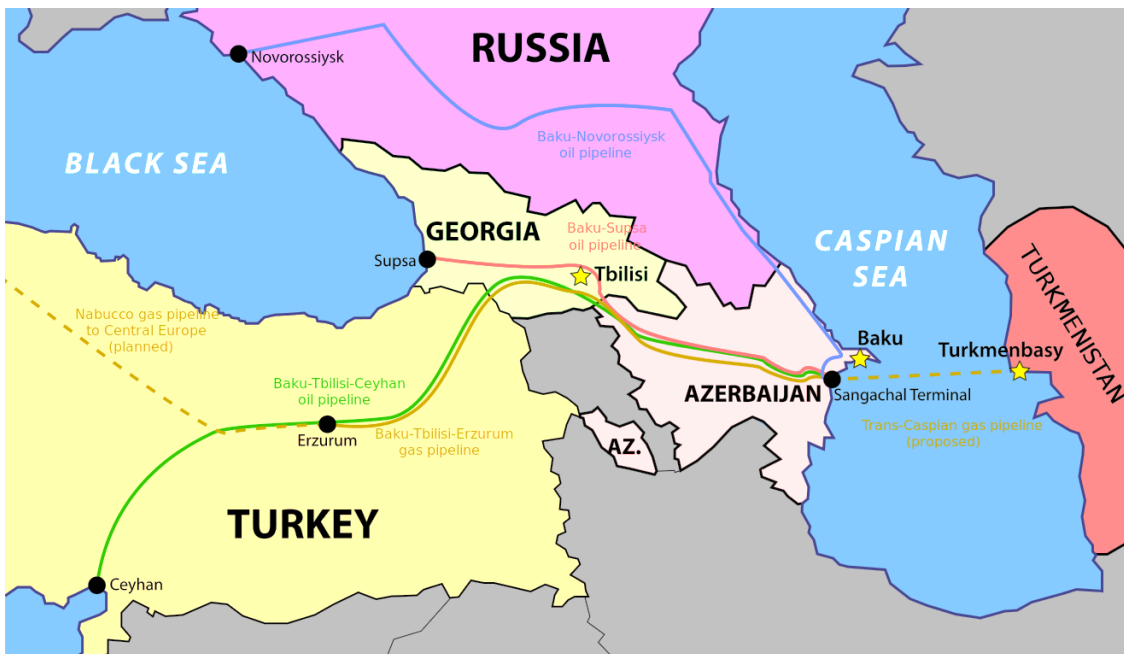 RUSSIA
Novorossiysk
Baku-Novorossiysk
oil pipeline
BLACK SEA
GEORGIA
Baku-Supsa
oil pipeline
CASPIAN
SEA
Supsa
Tbilisi
TURKMENISTAN
Nabucco gas pipeline
to Central Europe
(planned)
Baku
Turkmenbasy
Baku-Tbilisi-Ceyhan
oil pipeline
AZERBAIJAN
Sangachal Terminal
Trans-Caspian gas pipeline
(proposed)
Erzurum
Baku-Tbilisi-Erzurum
gas pipeline
AZ.
TURKEY
Ceyhan